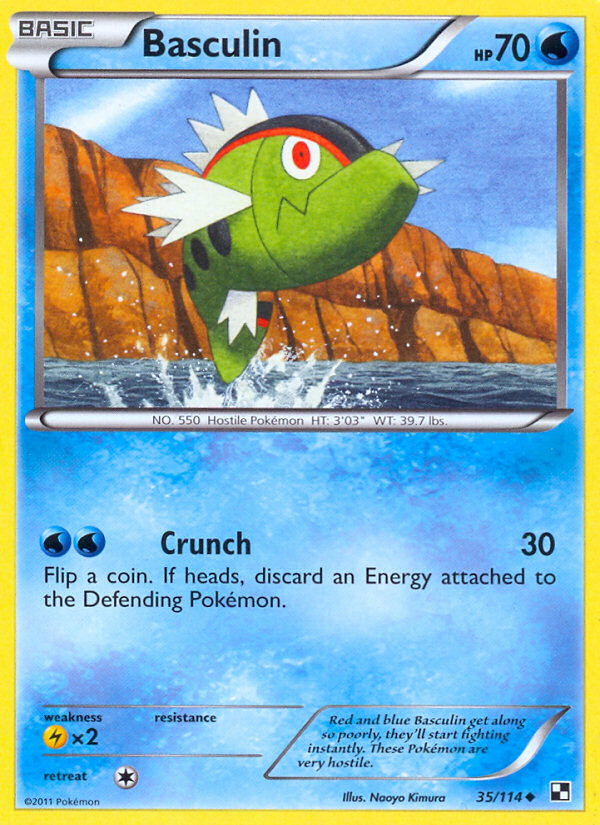 BASIC
Basculin
HP 70
NO. 550 Hostile Pokémon HT: 3'03" WT: 39.7 lbs.
Crunch 30
Flip a coin. If heads, discard an Energy attached to
the Defending Pokémon.
weakness resistance
×2
Red and blue Basculin get along
so poorly, they'll start fighting
instantly. These Pokémon are
very hostile.
retreat
©2011 Pokémon
Illus. Naoyo Kimura
35/114